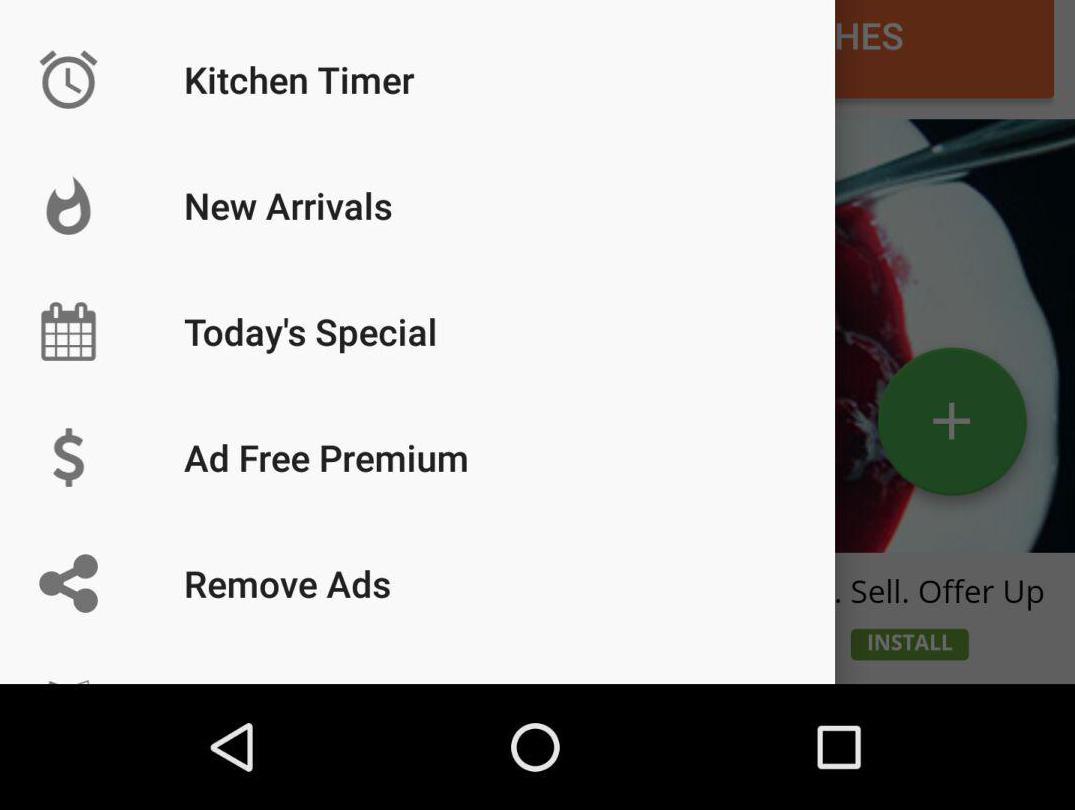 HES
Kitchen Timer
New Arrivals
Today's Special
Ad Free Premium
Remove Ads
. Sell. Offer Up
INSTALL